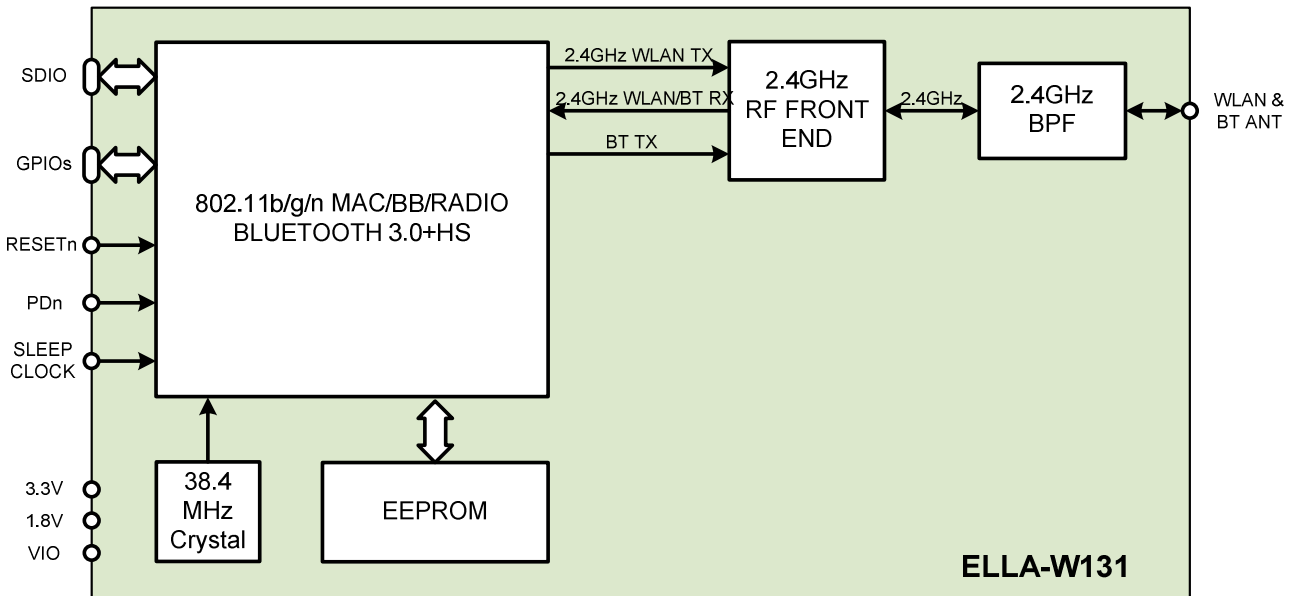 SDIO
GPIOs
RESETn
PDn
SLEEP
CLOCK
3.3V
1.8V
VIO
802.11b/g/n MAC/BB/RADIO
BLUETOOTH 3.0+HS
38.4
MHz
Crystal
EEPROM
2.4GHz WLAN TX
2.4GHz WLAN/BT RX
BT TX
2.4GHz
RF FRONT
END
2.4GHz
2.4GHz
BPF
WLAN &
BT ANT
ELLA-W131